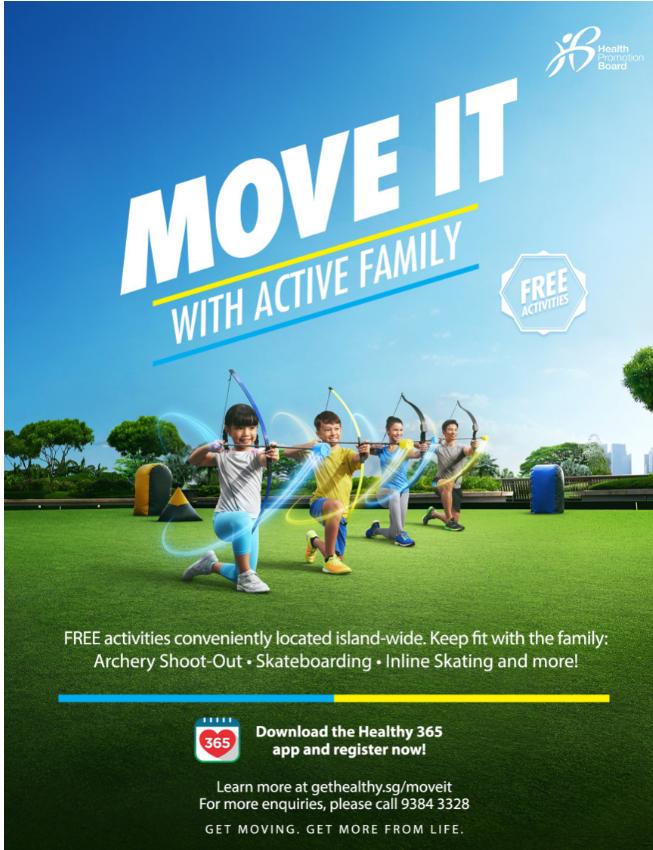 Health
Promotion
Board
MOVE IT
WITH ACTIVE FAMILY
FREE
ACTIVITIES
FREE activities conveniently located island-wide. Keep fit with the family:
Archery Shoot-Out • Skateboarding • Inline Skating and more!
365
Download the Healthy 365
app and register now!
Learn more at gethealthy.sg/moveit
For more enquiries, please call 9384 3328
GET MOVING. GET MORE FROM LIFE.